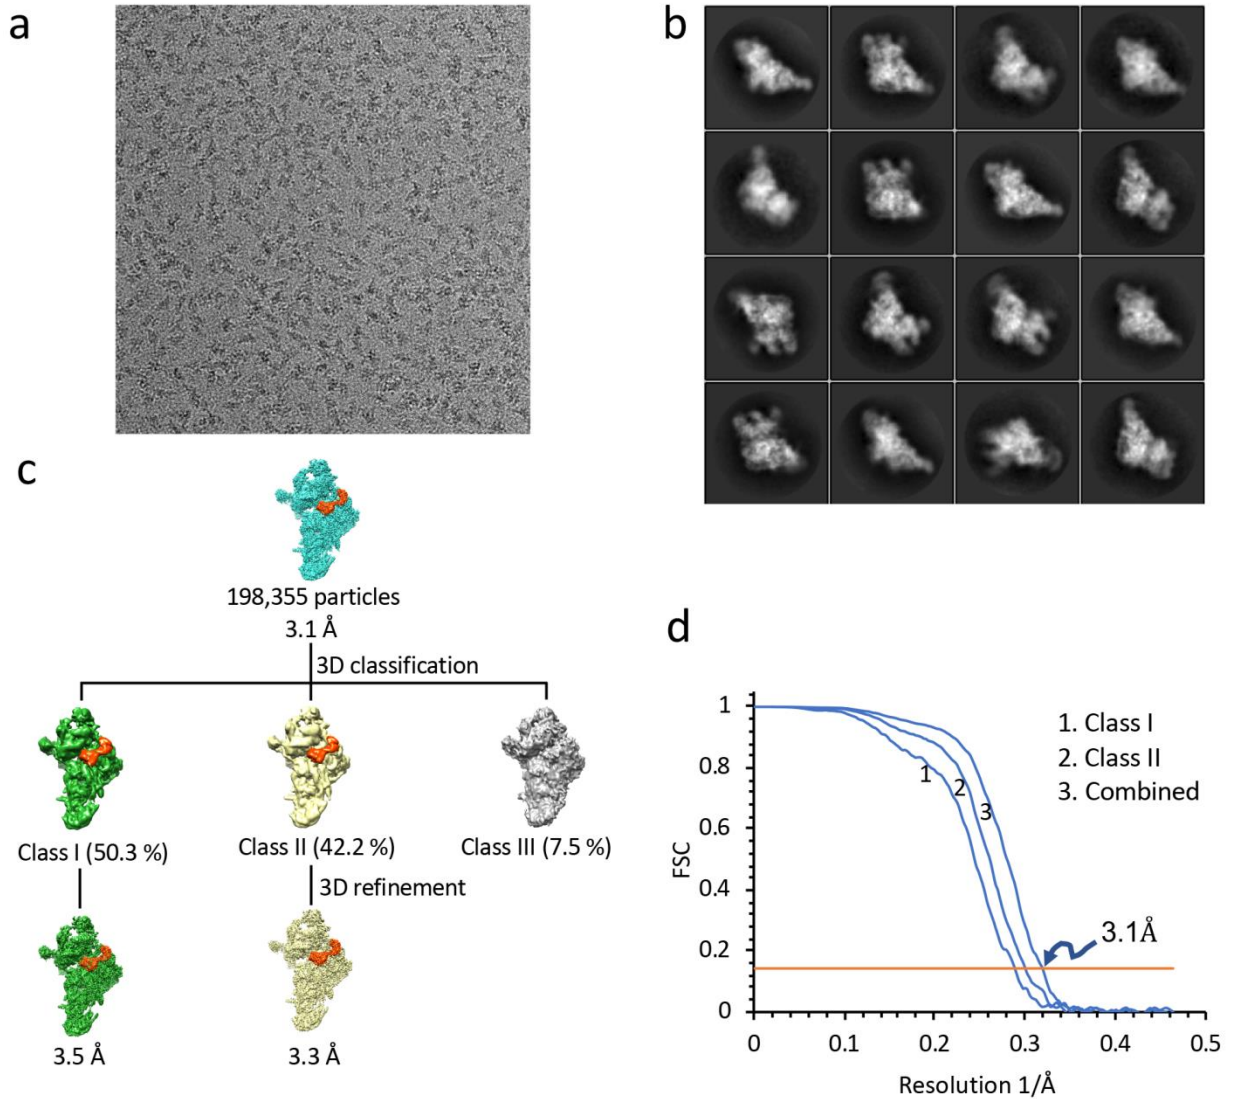 a
b
c
198,355 particles
3.1 Å
3D classification
Class I (50.3 %)
Class II (42.2 %)
Class III (7.5 %)
3D refinement
3.5 Å
3.3 Å
d
1
0.8
0.6
0.4
0.2
0
FSC
1
2
3
1. Class I
2. Class II
3. Combined
3.1Å
0
0.1
0.2
0.3
0.4
0.5
Resolution 1/Å